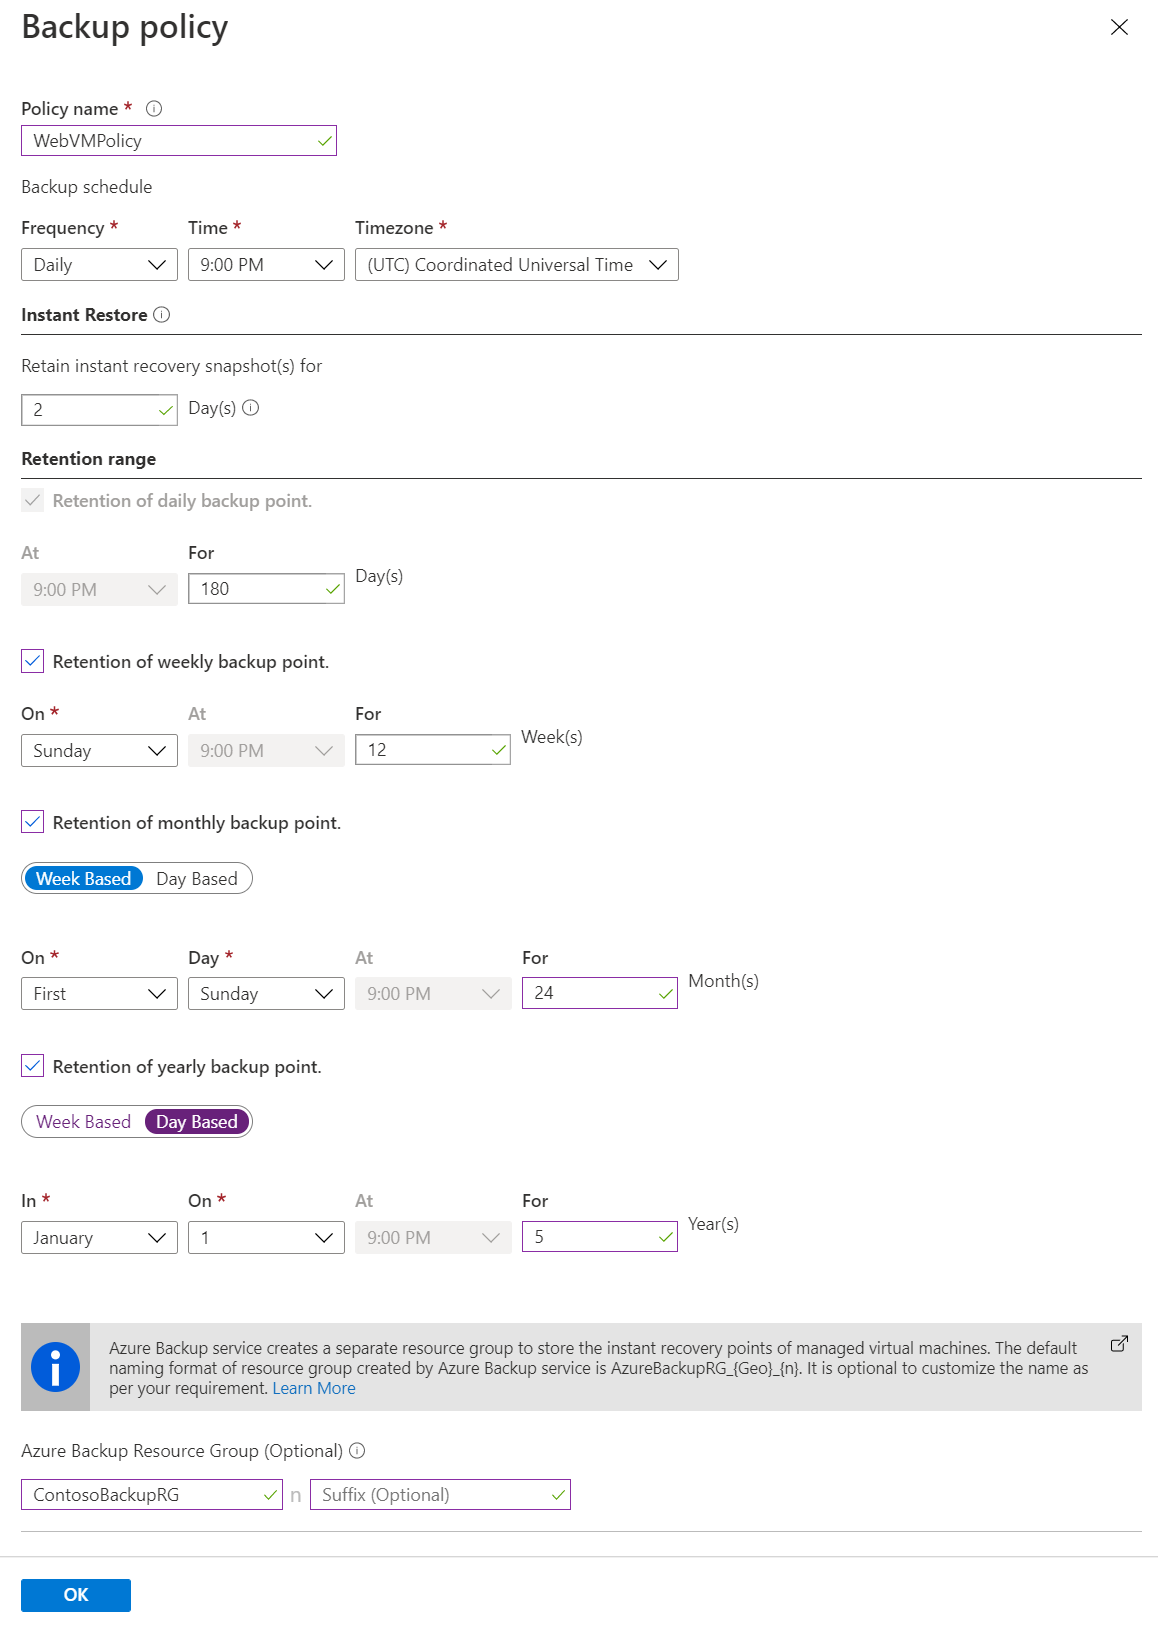 Backup policy
Policy name *
WebVMPolicy
Backup schedule
Frequency * Time * Timezone *
Daily 9:00 PM (UTC) Coordinated Universal Time
Instant Restore
Retain instant recovery snapshot(s) for
2 Day(s)
Retention range
Retention of daily backup point.
At For
9:00 PM 180 Day(s)
Retention of weekly backup point.
On * At For
Sunday 9:00 PM 12 Week(s)
Retention of monthly backup point.
Week Based Day Based
On * Day * At For
First Sunday 9:00 PM 24 Month(s)
Retention of yearly backup point.
Week Based Day Based
In * On * At For
January 1 9:00 PM 5 Year(s)
Azure Backup service creates a separate resource group to store the instant recovery points of managed virtual machines. The default
naming format of resource group created by Azure Backup service is AzureBackupRG_{Geo}_{n}. It is optional to customize the name as
per your requirement. Learn More
Azure Backup Resource Group (Optional)
ContosoBackupRG n Suffix (Optional)
OK